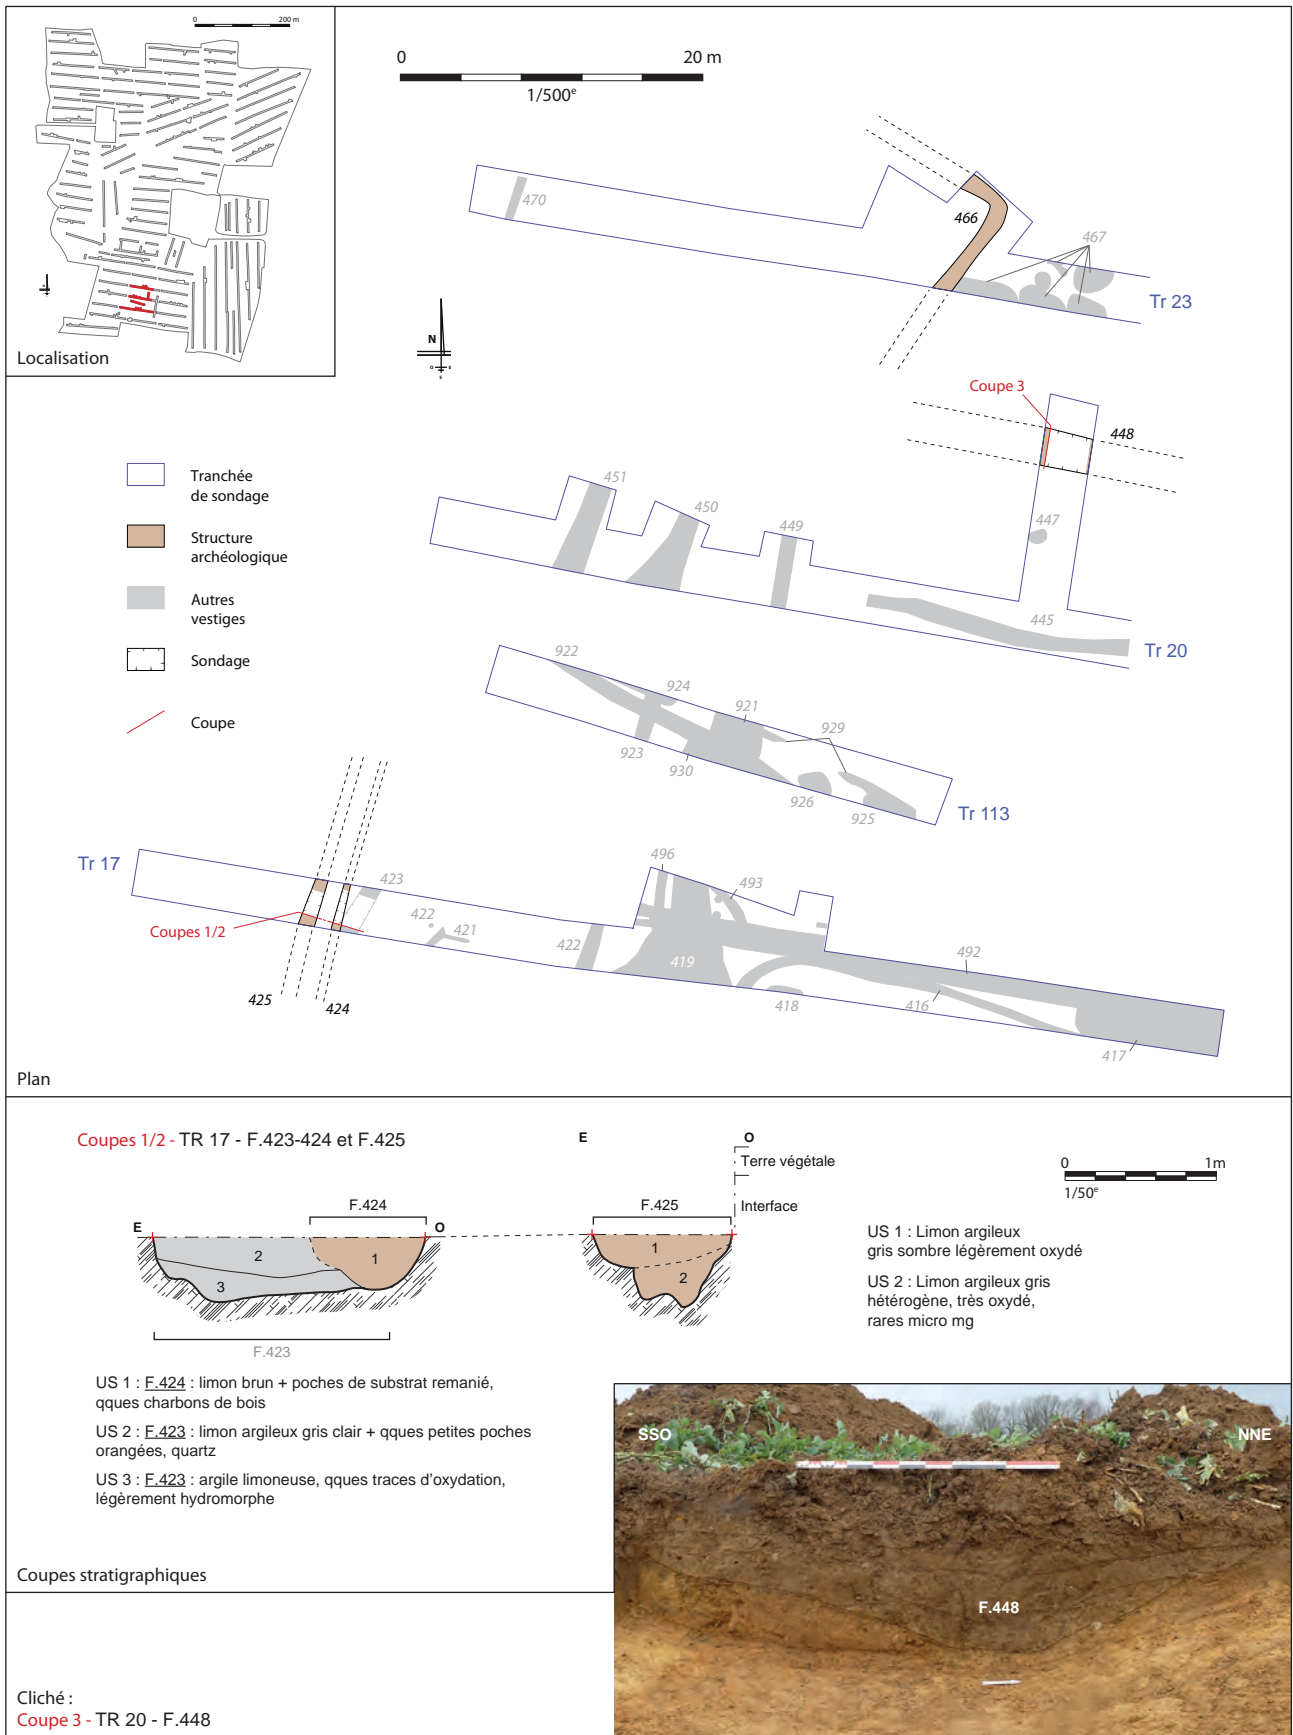 0 200 m
Localisation
0 20 m
1/500e
N
O E
S
470
466
467
Tr 23
Coupe 3
448
451
450
449
447
445
Tr 20
Tranchée
de sondage
Structure
archéologique
Autres
vestiges
Sondage
Coupe
922
924
921
929
923
930
926
925
Tr 113
Tr 17
423
422
421
422
496
493
419
418
492
416
417
Coupes 1/2
425
424
Plan
Coupes 1/2 - TR 17 - F.423-424 et F.425
E O
Terre végétale
Interface
0 1m
1/50e
F.424
F.425
E O
2
1
3
1
2
F.423
US 1 : Limon argileux
gris sombre légèrement oxydé
US 2 : Limon argileux gris
hétérogène, très oxydé,
rares micro mg
US 1 : F.424 : limon brun + poches de substrat remanié,
qques charbons de bois
US 2 : F.423 : limon argileux gris clair + qques petites poches
orangées, quartz
US 3 : F.423 : argile limoneuse, qques traces d'oxydation,
légèrement hydromorphe
Coupes stratigraphiques
SSO NNE
F.448
Cliché :
Coupe 3 - TR 20 - F.448